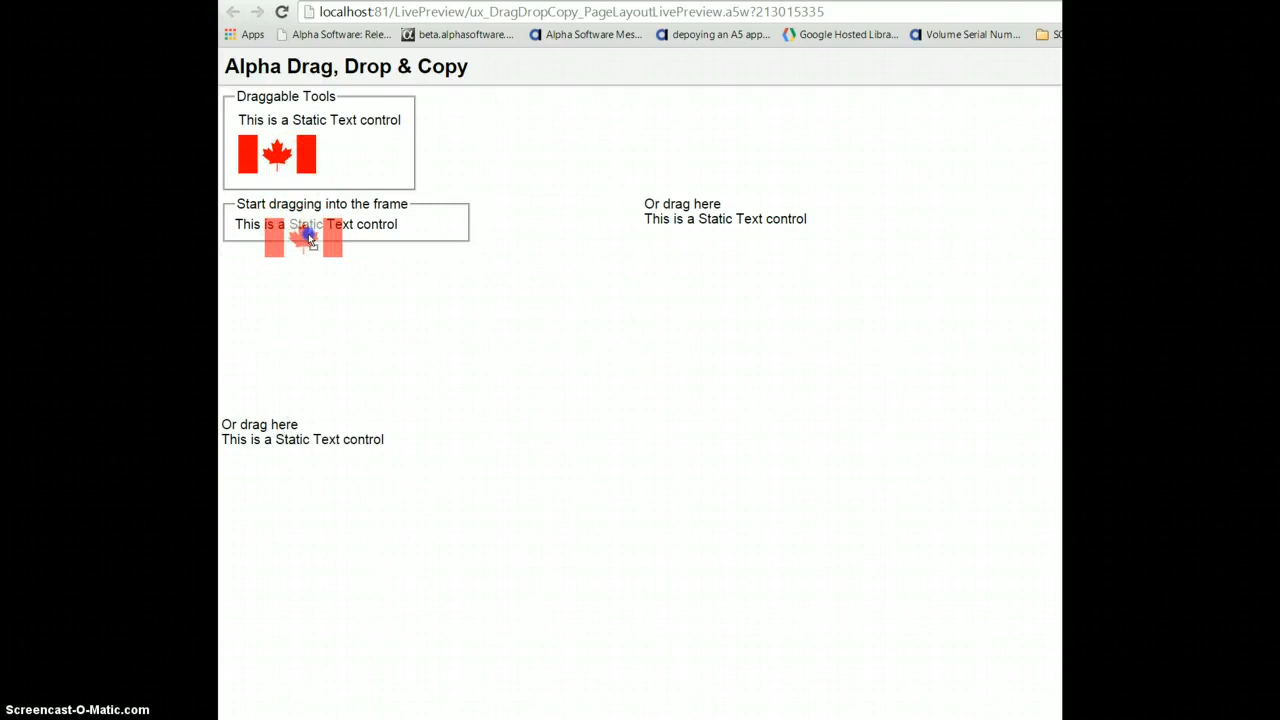 localhost:81/LivePreview/ux_DragDropCopy_PageLayoutLivePreview.a5w?213015335
Apps Alpha Software: Rele... beta.alphasoftware.... Alpha Software Mes... depoying an A5 app... Google Hosted Libra... Volume Serial Num...
Alpha Drag, Drop & Copy
Draggable Tools
This is a Static Text control
Start dragging into the frame
This is a Static Text control
Or drag here
This is a Static Text control
Or drag here
This is a Static Text control
Screencast-O-Matic.com